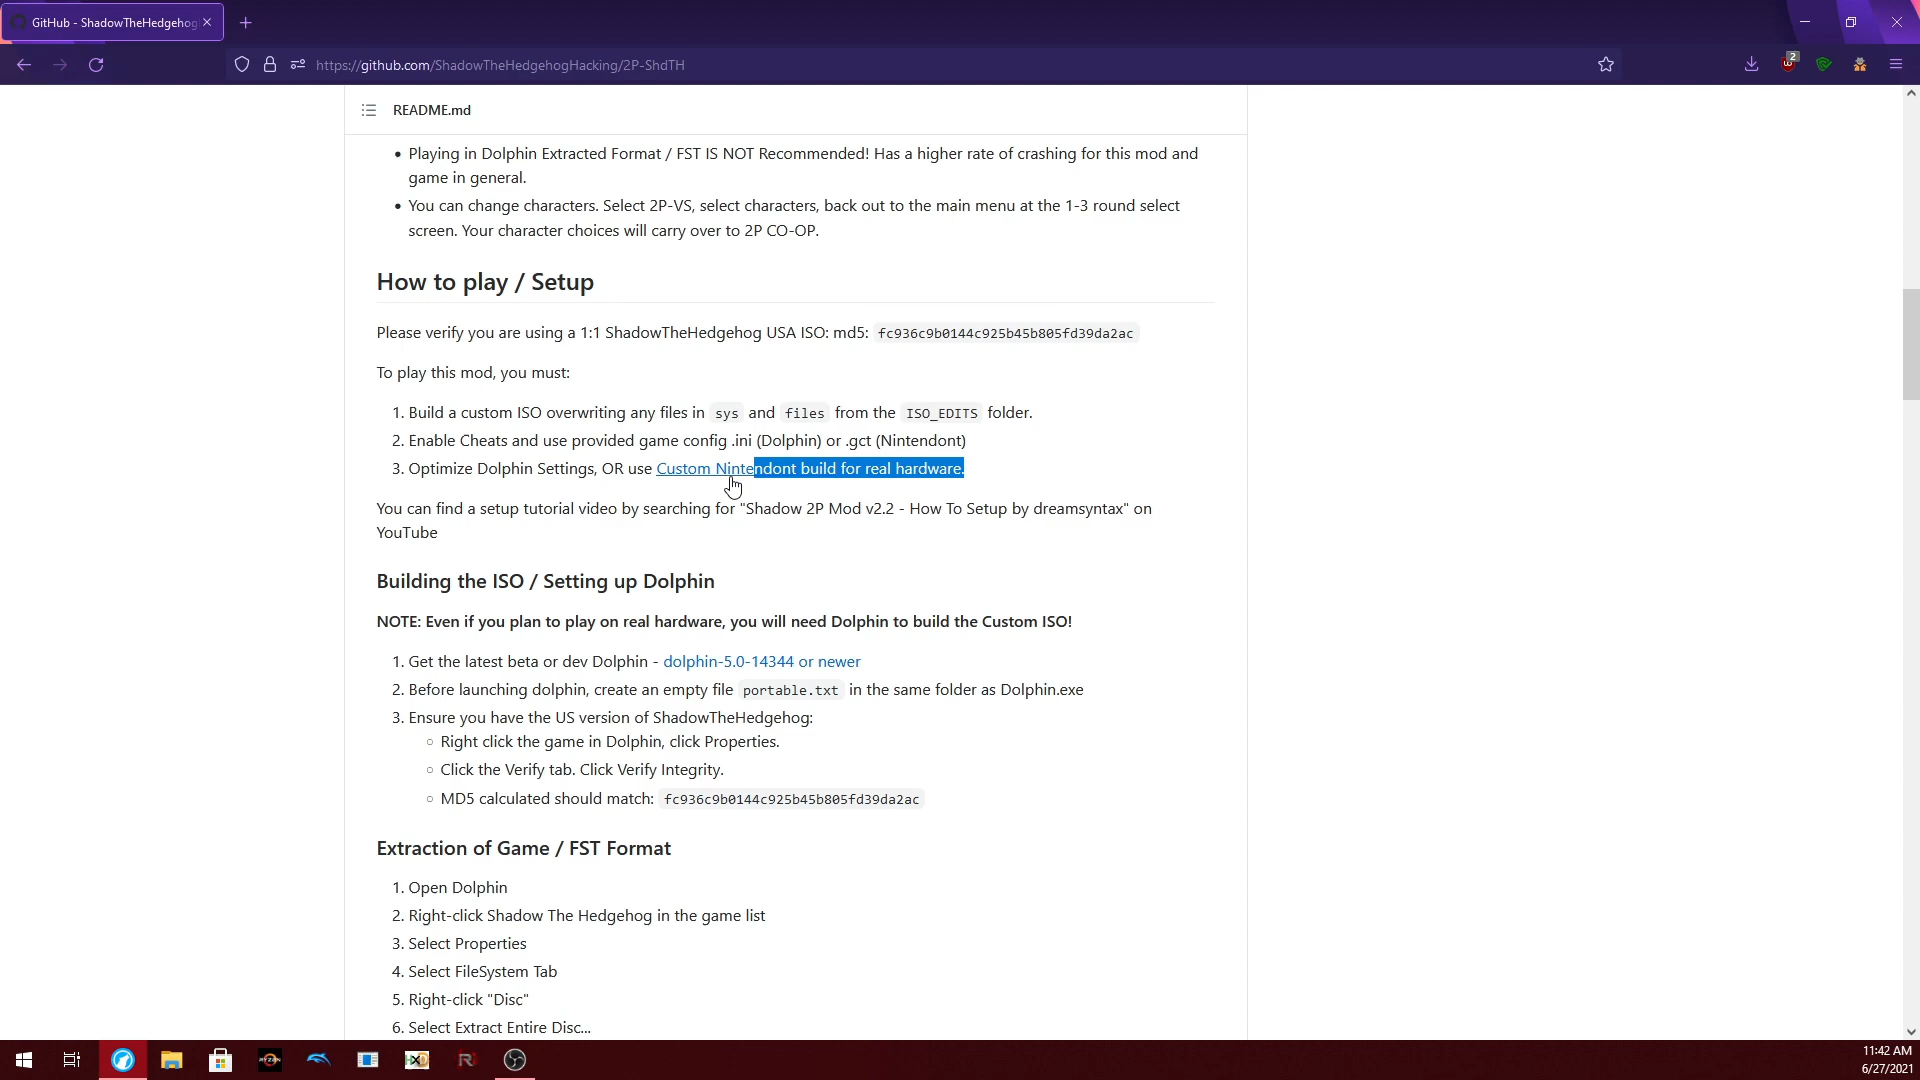 GitHub - ShadowTheHedgehog
https://github.com/ShadowTheHedgehogHacking/2P-ShdTH
2
README.md
• Playing in Dolphin Extracted Format / FST IS NOT Recommended! Has a higher rate of crashing for this mod and
game in general.
• You can change characters. Select 2P-VS, select characters, back out to the main menu at the 1-3 round select
screen. Your character choices will carry over to 2P CO-OP.
How to play / Setup
Please verify you are using a 1:1 ShadowTheHedgehog USA ISO: md5: fc936c9b0144c925b45b805fd39da2ac
To play this mod, you must:
1. Build a custom ISO overwriting any files in sys and files from the ISO_EDITS folder.
2. Enable Cheats and use provided game config .ini (Dolphin) or .gct (Nintendont)
3. Optimize Dolphin Settings, OR use Custom Nintendont build for real hardware.
You can find a setup tutorial video by searching for "Shadow 2P Mod v2.2 - How To Setup by dreamsyntax" on
YouTube
Building the ISO / Setting up Dolphin
NOTE: Even if you plan to play on real hardware, you will need Dolphin to build the Custom ISO!
1. Get the latest beta or dev Dolphin - dolphin-5.0-14344 or newer
2. Before launching dolphin, create an empty file portable.txt in the same folder as Dolphin.exe
3. Ensure you have the US version of ShadowTheHedgehog:
○ Right click the game in Dolphin, click Properties.
○ Click the Verify tab. Click Verify Integrity.
○ MD5 calculated should match: fc936c9b0144c925b45b805fd39da2ac
Extraction of Game / FST Format
1. Open Dolphin
2. Right-click Shadow The Hedgehog in the game list
3. Select Properties
4. Select FileSystem Tab
5. Right-click "Disc"
6. Select Extract Entire Disc...
RYZEN
HXD
R
11:42 AM
6/27/2021